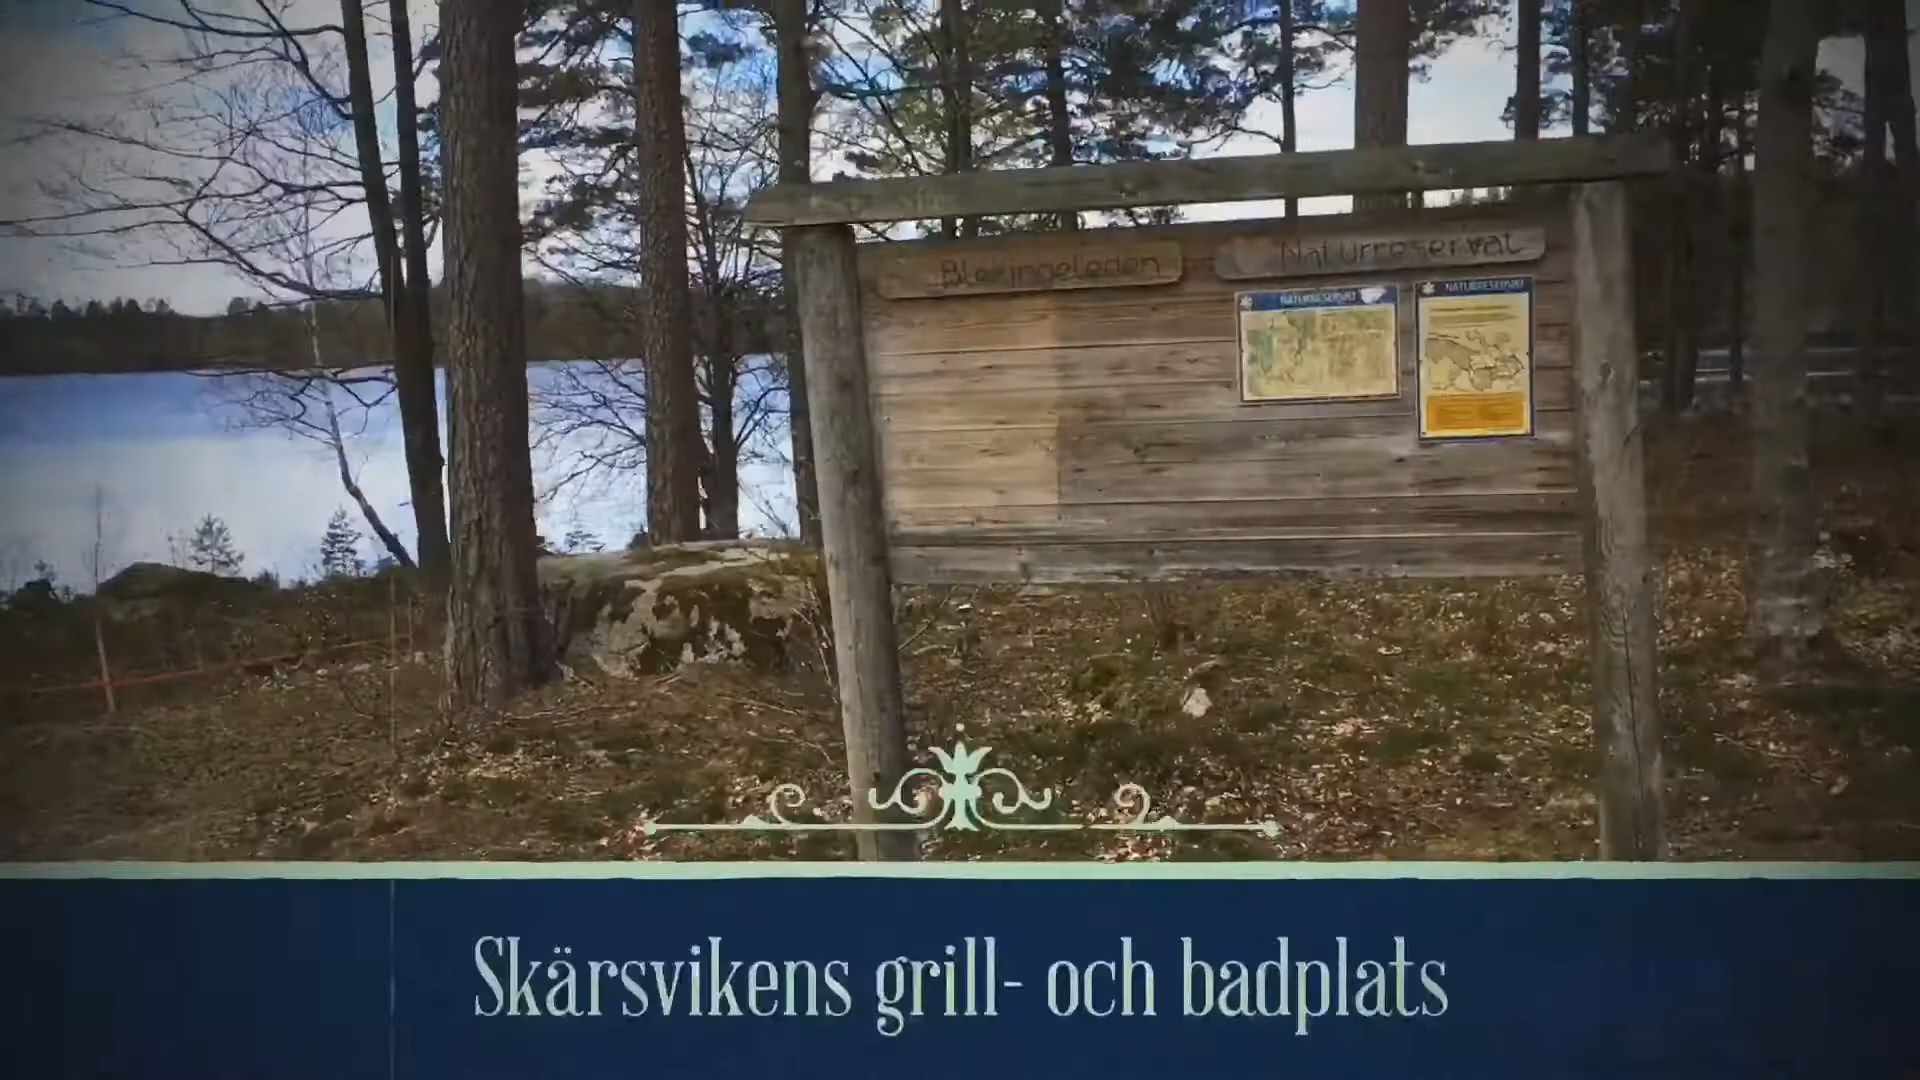 Blekingeleden
Naturreservat
NATURRESERVAT
NATURRESERVAT
Skärsvikens grill- och badplats